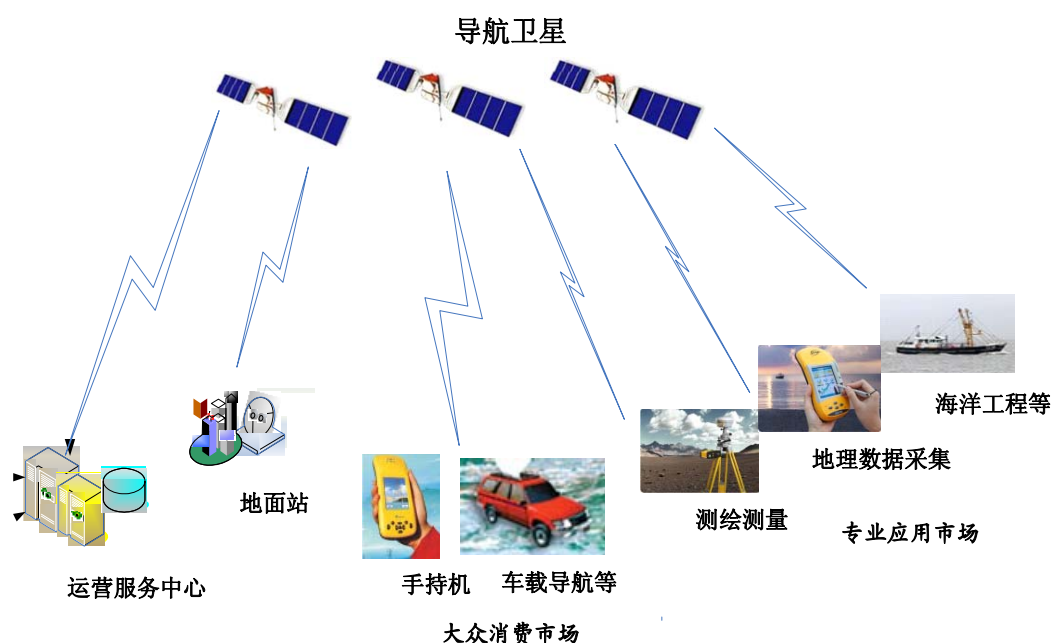 导航卫星
海洋工程等
地理数据采集
地面站
测绘测量
专业应用市场
运营服务中心
手持机
车载导航等
大众消费市场